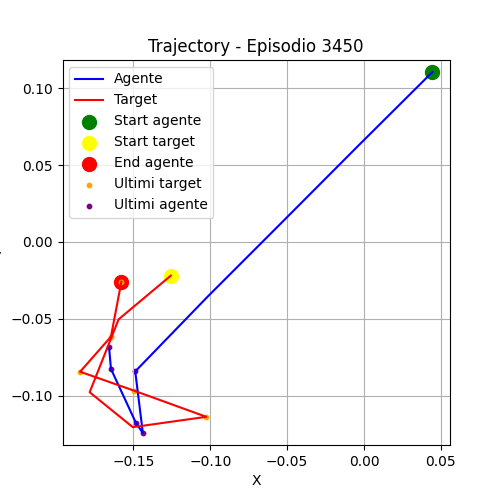 Trajectory - Episodio 3450
Agente
Target
Start agente
Start target
End agente
Ultimi target
Ultimi agente
0.10
0.05
0.00
−0.05
−0.10
−0.15
−0.10
−0.05
0.00
0.05
X